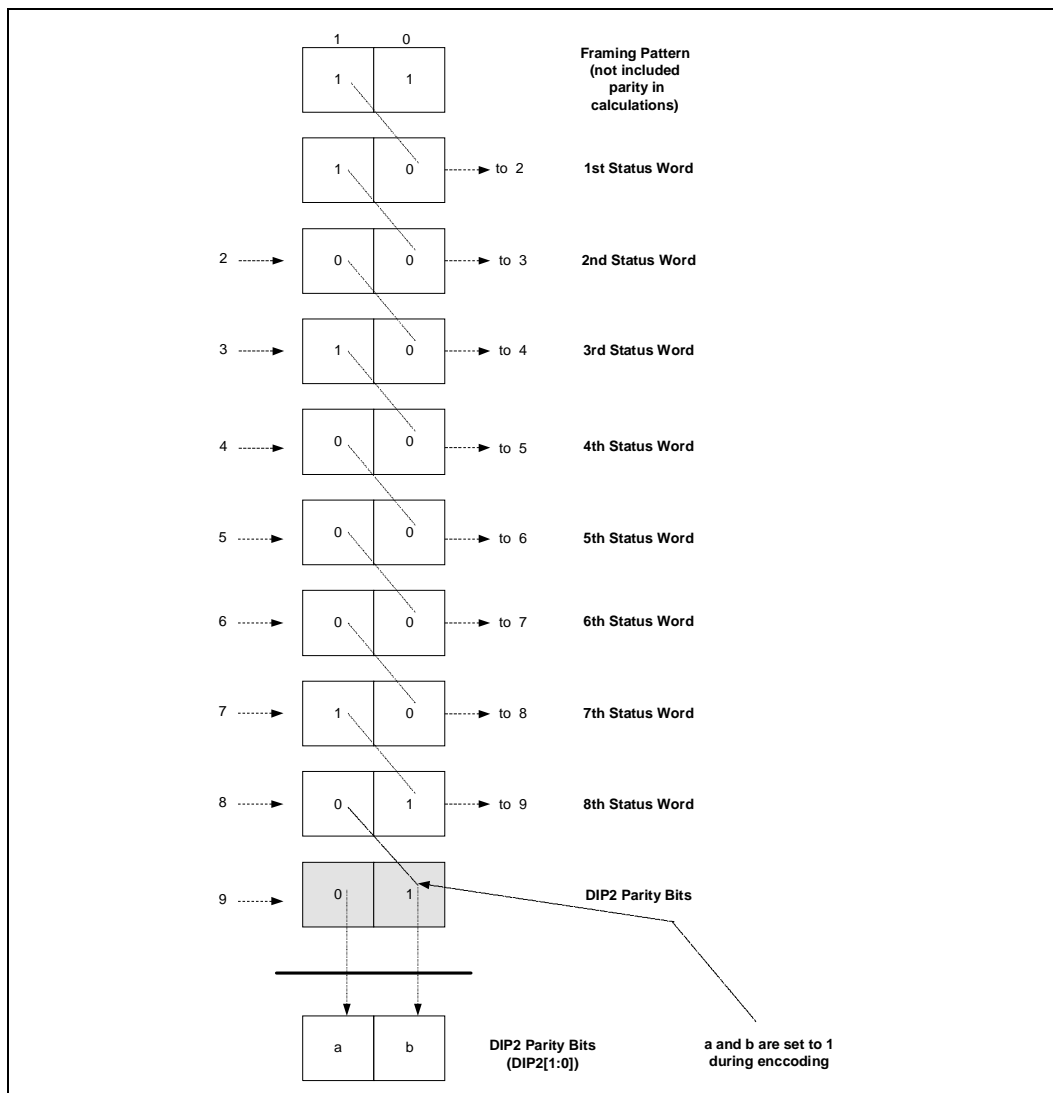 1 0
1 1
Framing Pattern
(not included
parity in
calculations)
1 0 to 2 1st Status Word
2 0 0 to 3 2nd Status Word
3 1 0 to 4 3rd Status Word
4 0 0 to 5 4th Status Word
5 0 0 to 6 5th Status Word
6 0 0 to 7 6th Status Word
7 1 0 to 8 7th Status Word
8 0 1 to 9 8th Status Word
9 0 1 DIP2 Parity Bits
a b
DIP2 Parity Bits
(DIP2[1:0])
a and b are set to 1
during enccoding